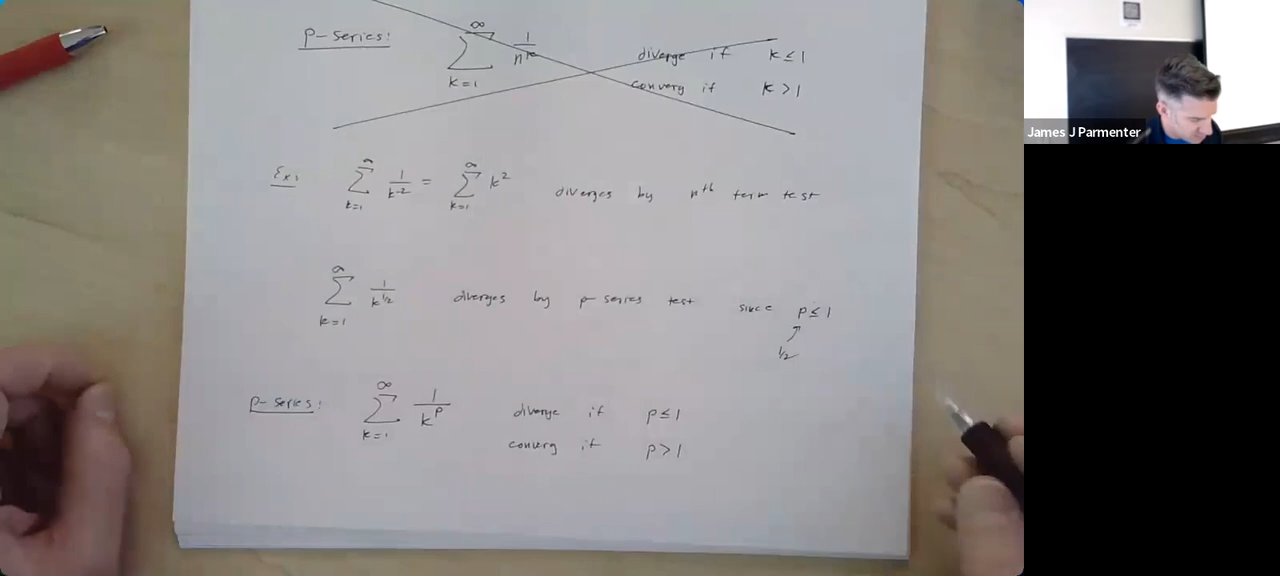 p-series: ∑_{k=1}^{∞} 1/n^k diverge if k ≤ 1
converg if k > 1
Ex: ∑_{k=1}^{∞} 1/k^{-2} = ∑_{k=1}^{∞} k^2 diverges by nth term test
∑_{k=1}^{∞} 1/k^{1/2} diverges by p-series test since p ≤ 1
1/2
p-series: ∑_{k=1}^{∞} 1/k^p diverge if p ≤ 1
converg if p > 1
James J Parmenter